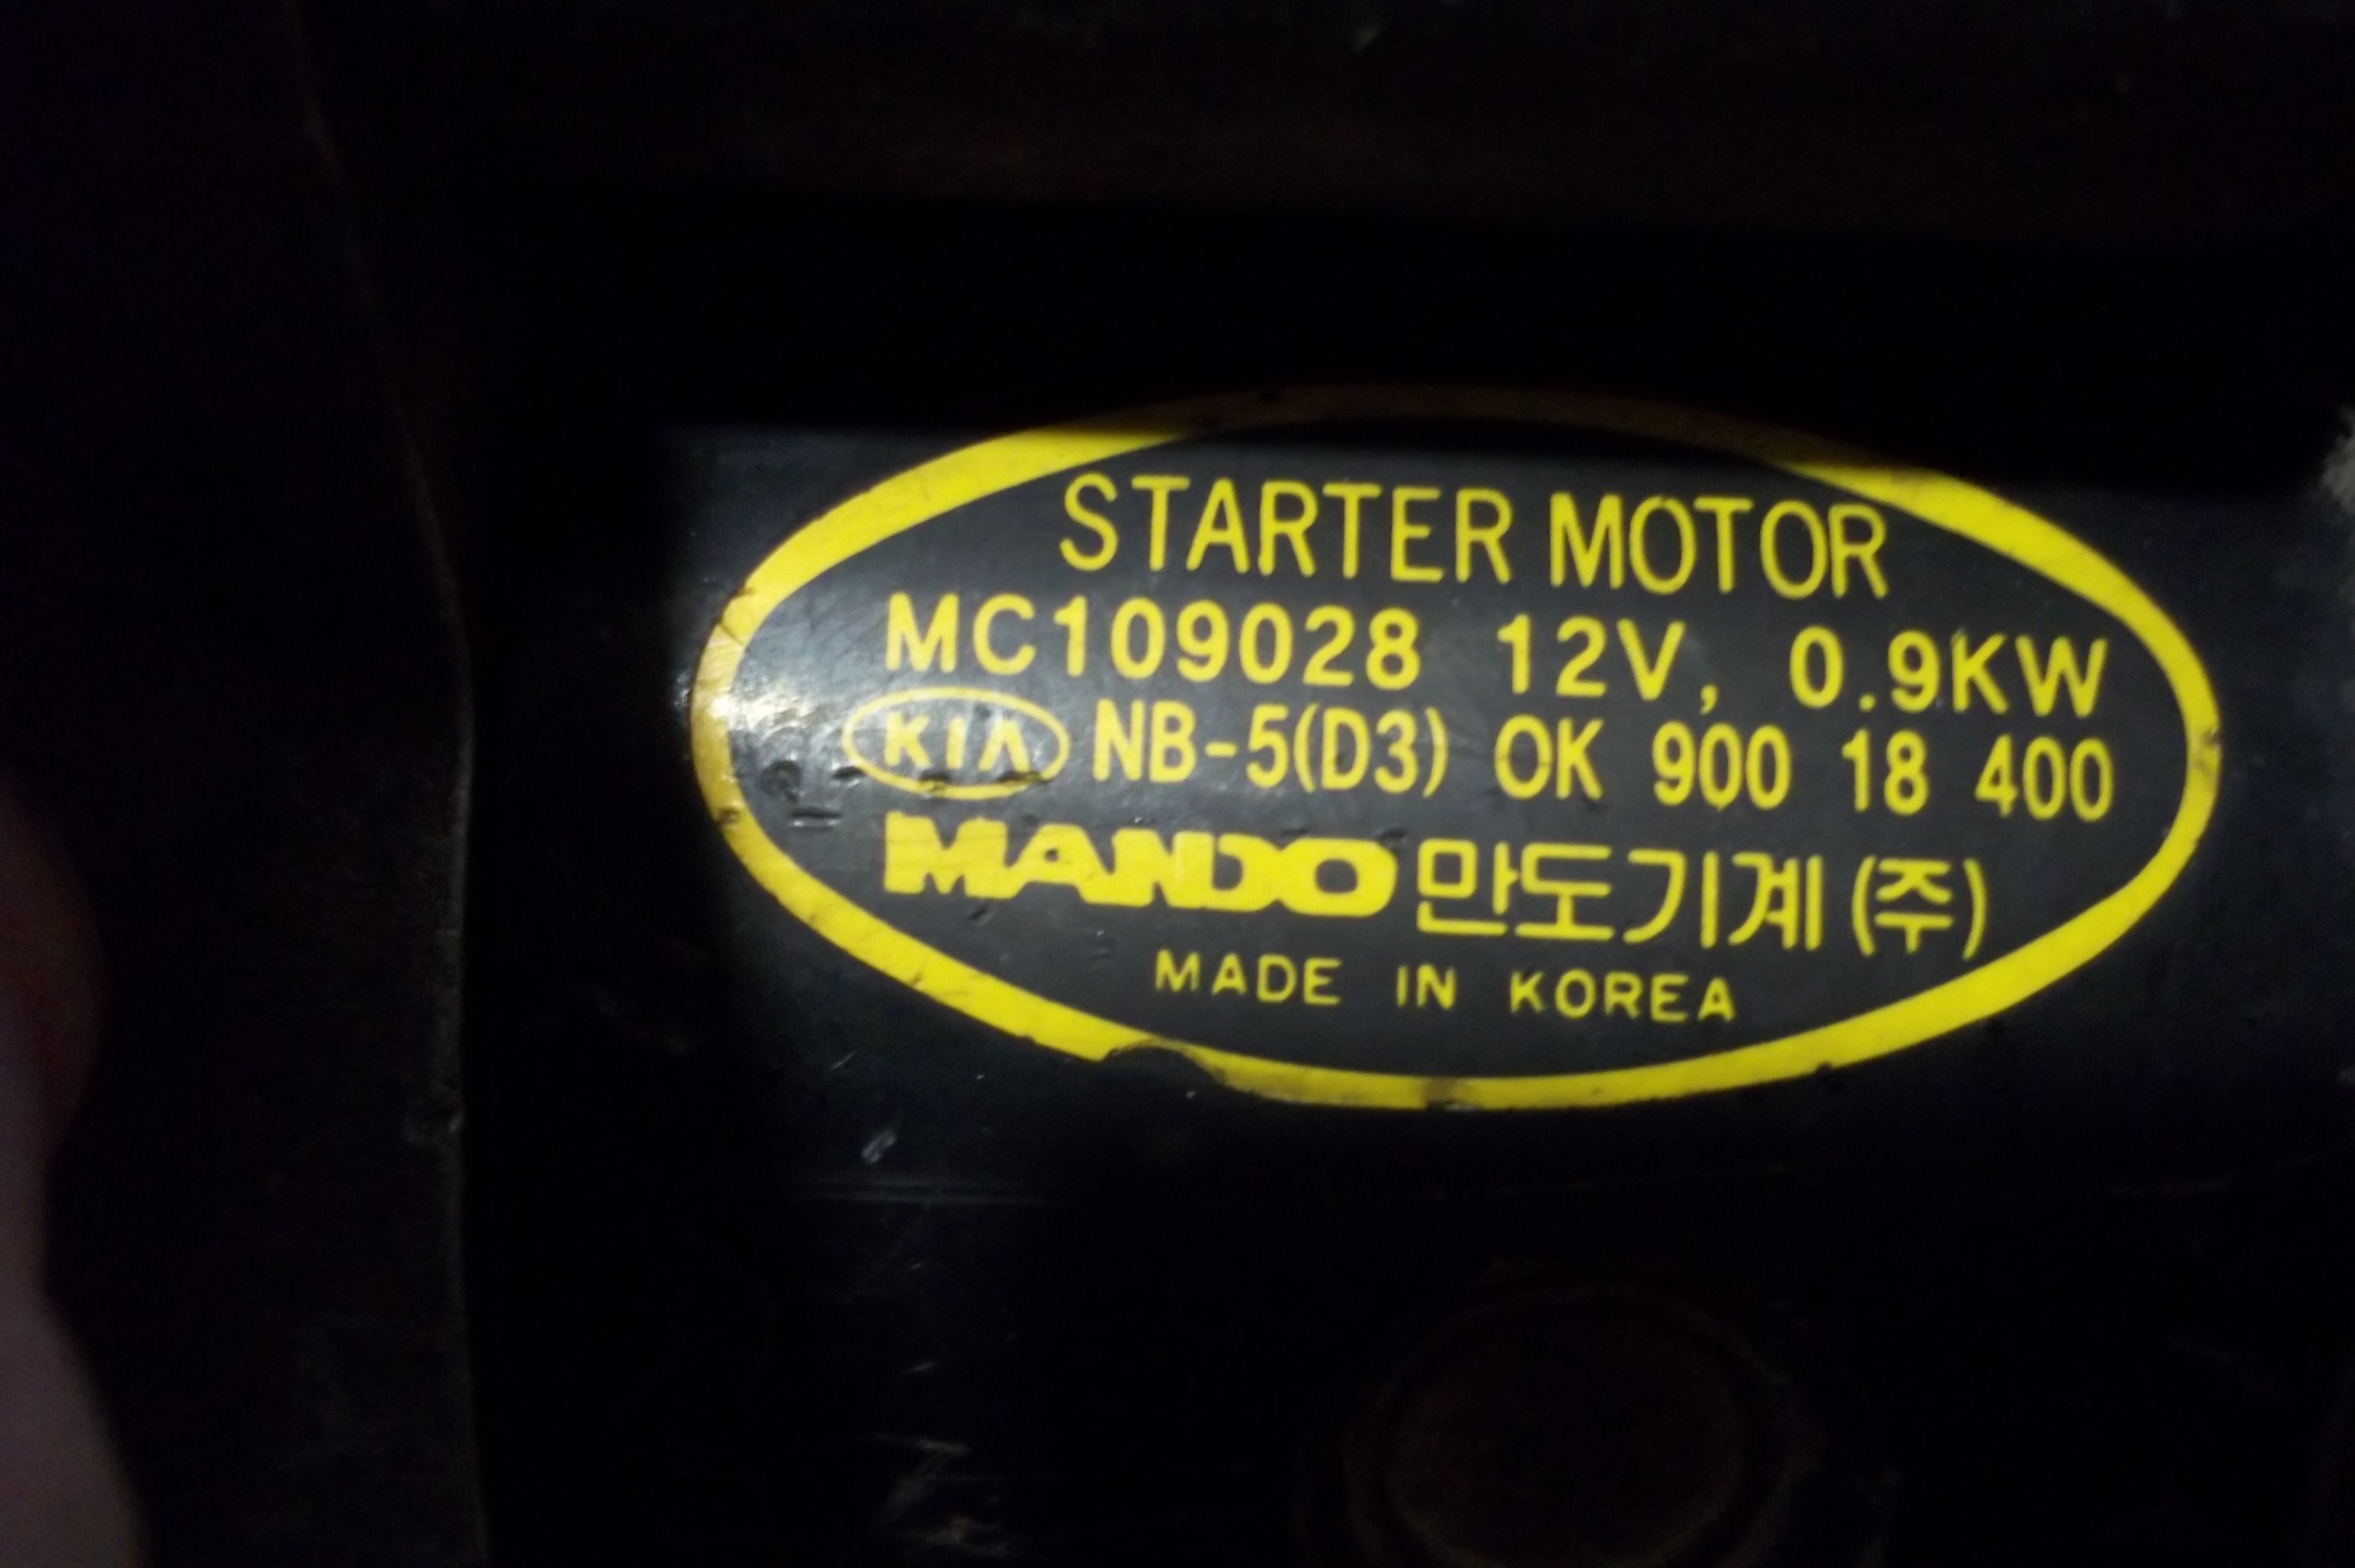 STARTER MOTOR
MC109028 12V, 0.9KW
KIA NB-5(D3) OK 900 18 400
MANDO 만도기계 (주)
MADE IN KOREA